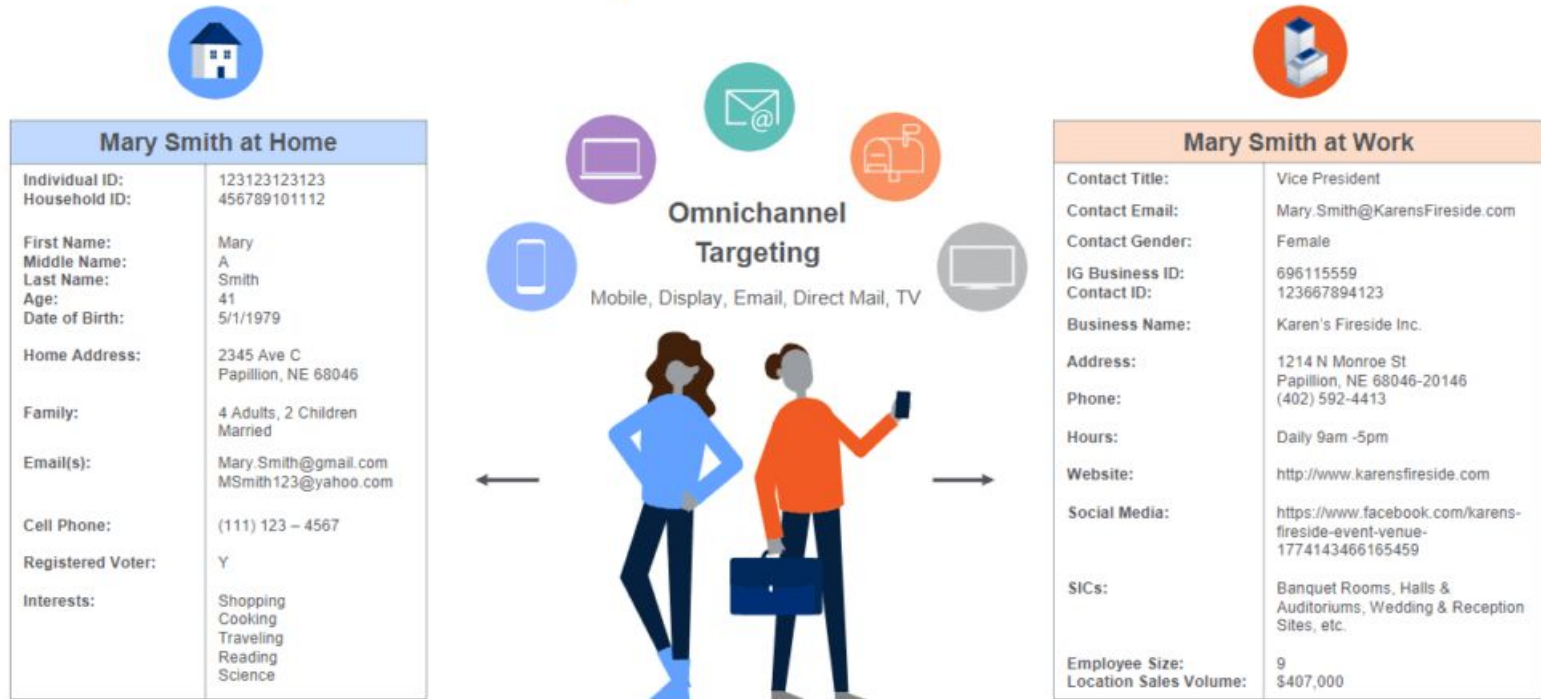 Mary Smith at Home
Individual ID: 123123123123
Household ID: 456789101112
First Name: Mary
Middle Name: A
Last Name: Smith
Age: 41
Date of Birth: 5/1/1979
Home Address: 2345 Ave C
Papillion, NE 68046
Family: 4 Adults, 2 Children
Married
Email(s): Mary.Smith@gmail.com
MSmith123@yahoo.com
Cell Phone: (111) 123 – 4567
Registered Voter: Y
Interests: Shopping
Cooking
Traveling
Reading
Science
@
Omnichannel
Targeting
Mobile, Display, Email, Direct Mail, TV
Mary Smith at Work
Contact Title: Vice President
Contact Email: Mary.Smith@KarensFireside.com
Contact Gender: Female
IG Business ID: 696115559
Contact ID: 123667894123
Business Name: Karen's Fireside Inc.
Address: 1214 N Monroe St
Papillion, NE 68046-20146
Phone: (402) 592-4413
Hours: Daily 9am -5pm
Website: http://www.karensfireside.com
Social Media: https://www.facebook.com/karens-
fireside-event-venue-
1774143466165459
SICs: Banquet Rooms, Halls &
Auditoriums, Wedding & Reception
Sites, etc.
Employee Size: 9
Location Sales Volume: $407,000